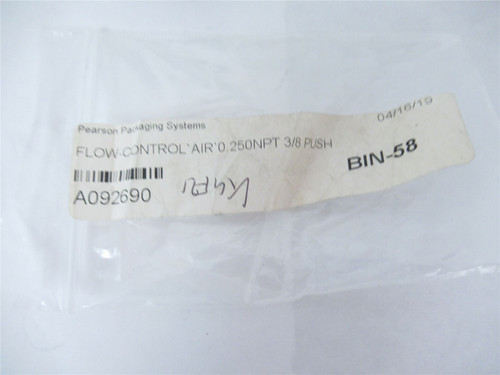 Pearson Packaging Systems
04/16/19
FLOW-CONTROL*AIR*0.250NPT 3/8 PUSH
BIN-58
A092690